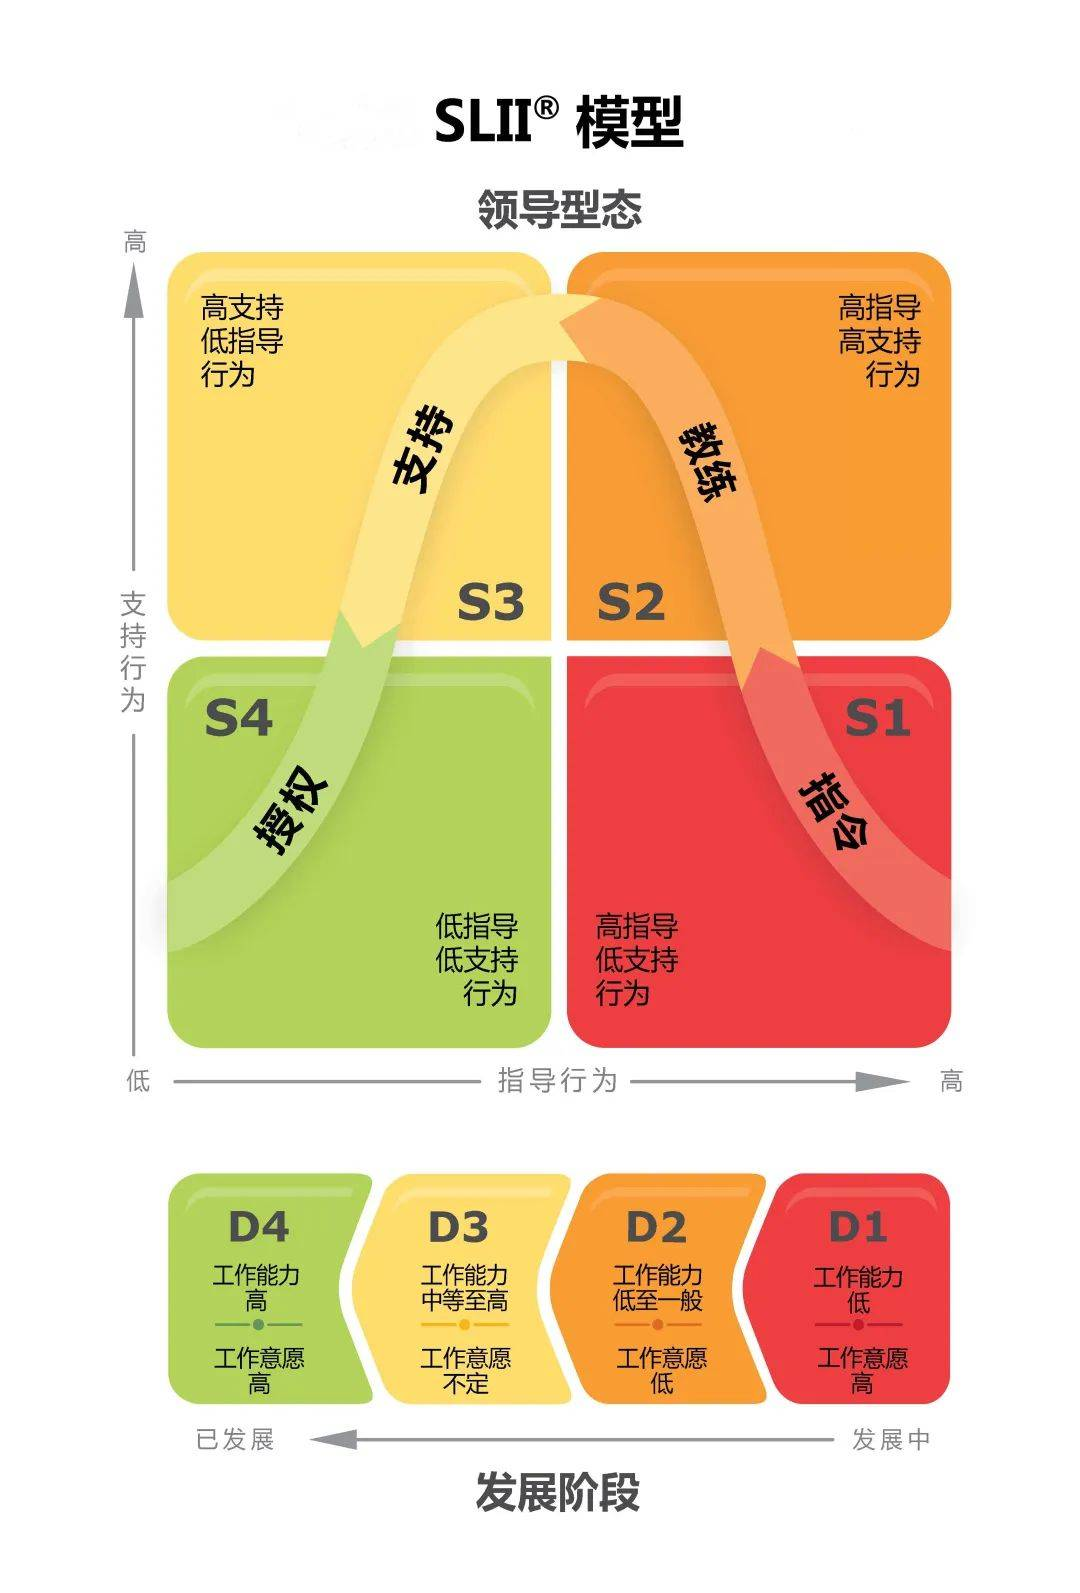 SLII® 模型
领导型态
高
高支持
低指导
行为
高指导
高支持
行为
支持
教练
S3
S2
支持行为
S4
S1
授权
指令
低指导
低支持
行为
高指导
低支持
行为
低
指导行为
高
D4
工作能力
高
工作意愿
高
D3
工作能力
中等至高
工作意愿
不定
D2
工作能力
低至一般
工作意愿
低
D1
工作能力
低
工作意愿
高
已发展
发展中
发展阶段